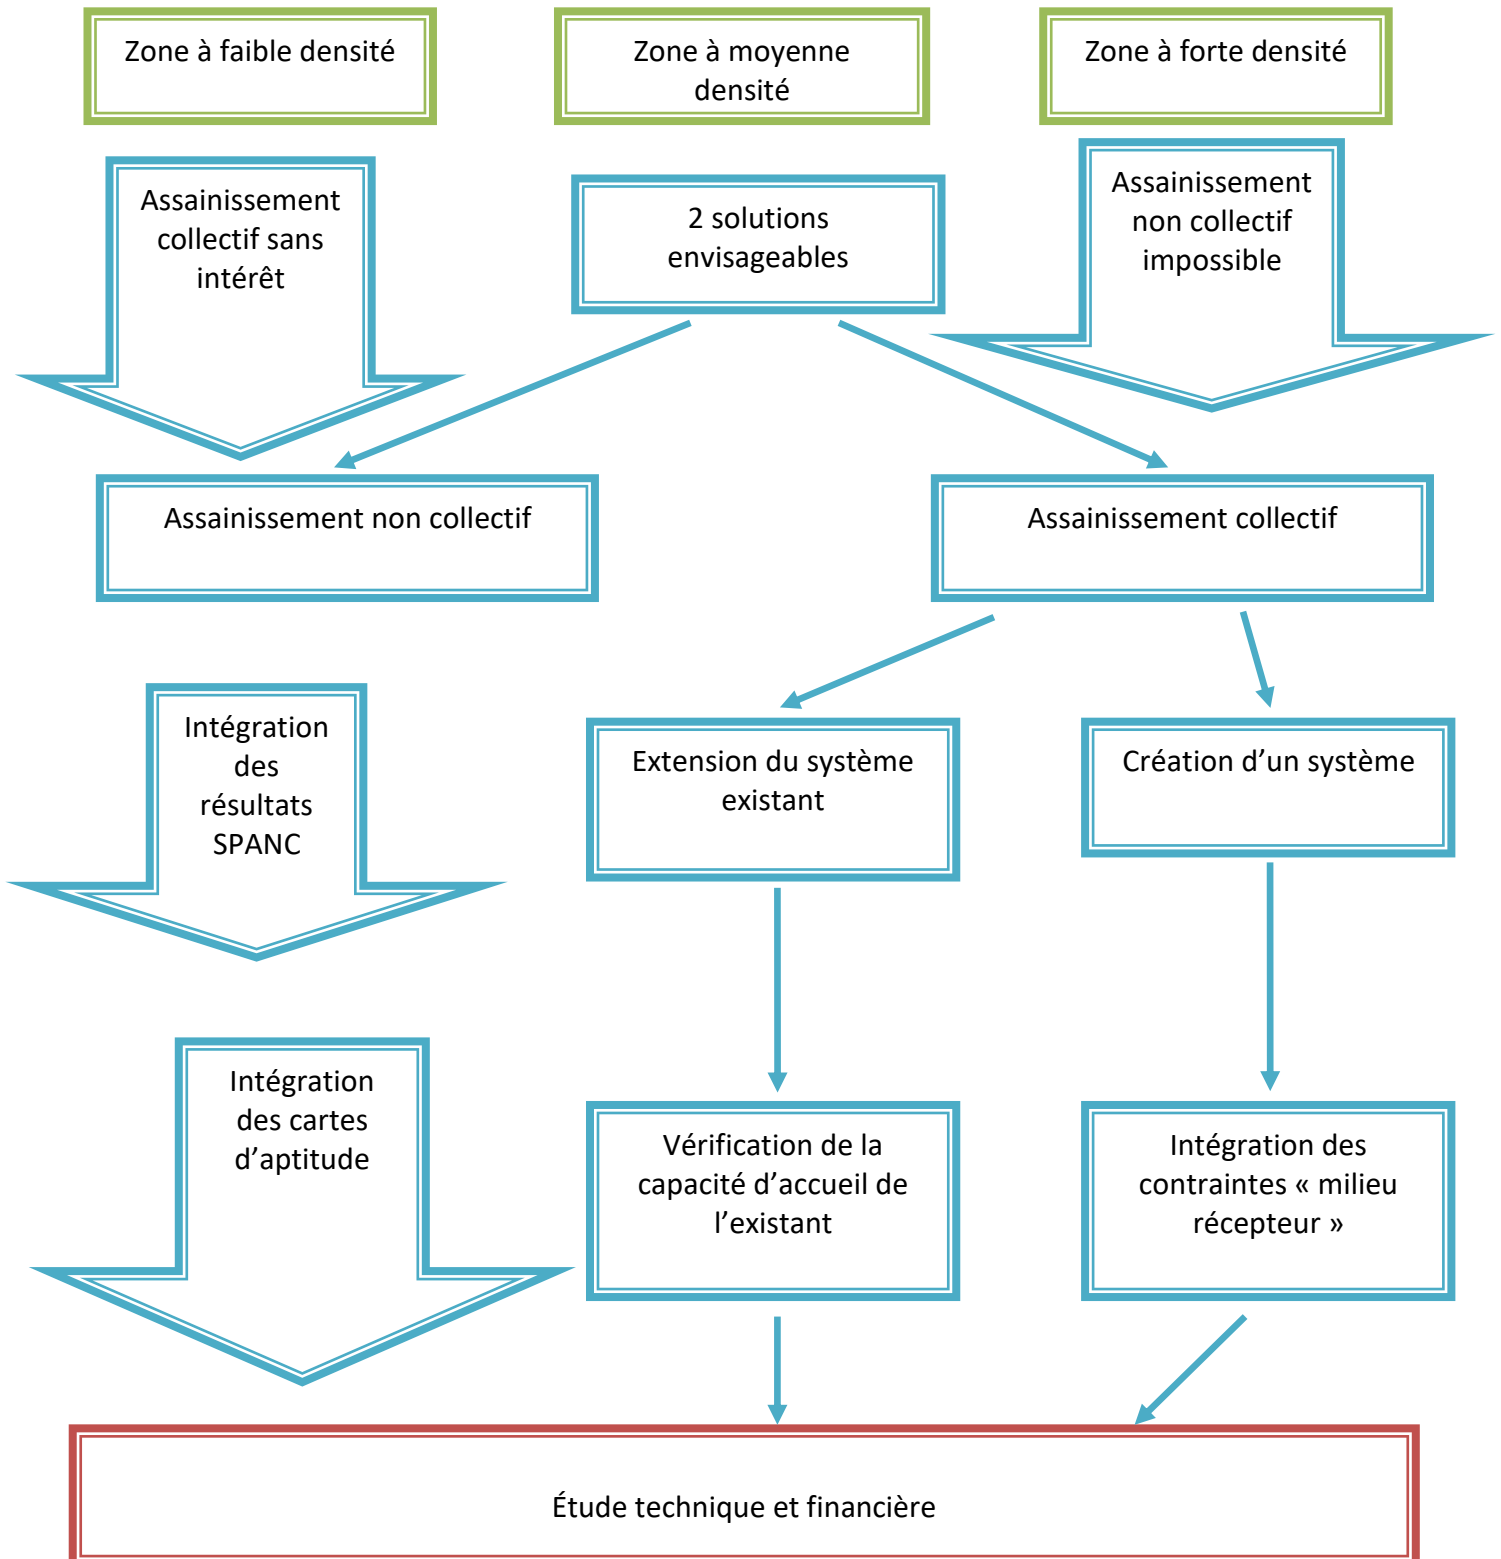 Zone à faible densité
Zone à moyenne
densité
Zone à forte densité
Assainissement
collectif sans
intérêt
2 solutions
envisageables
Assainissement
non collectif
impossible
Assainissement non collectif
Assainissement collectif
Intégration
des
résultats
SPANC
Extension du système
existant
Création d’un système
Intégration
des cartes
d’aptitude
Vérification de la
capacité d’accueil de
l’existant
Intégration des
contraintes « milieu
récepteur »
Étude technique et financière